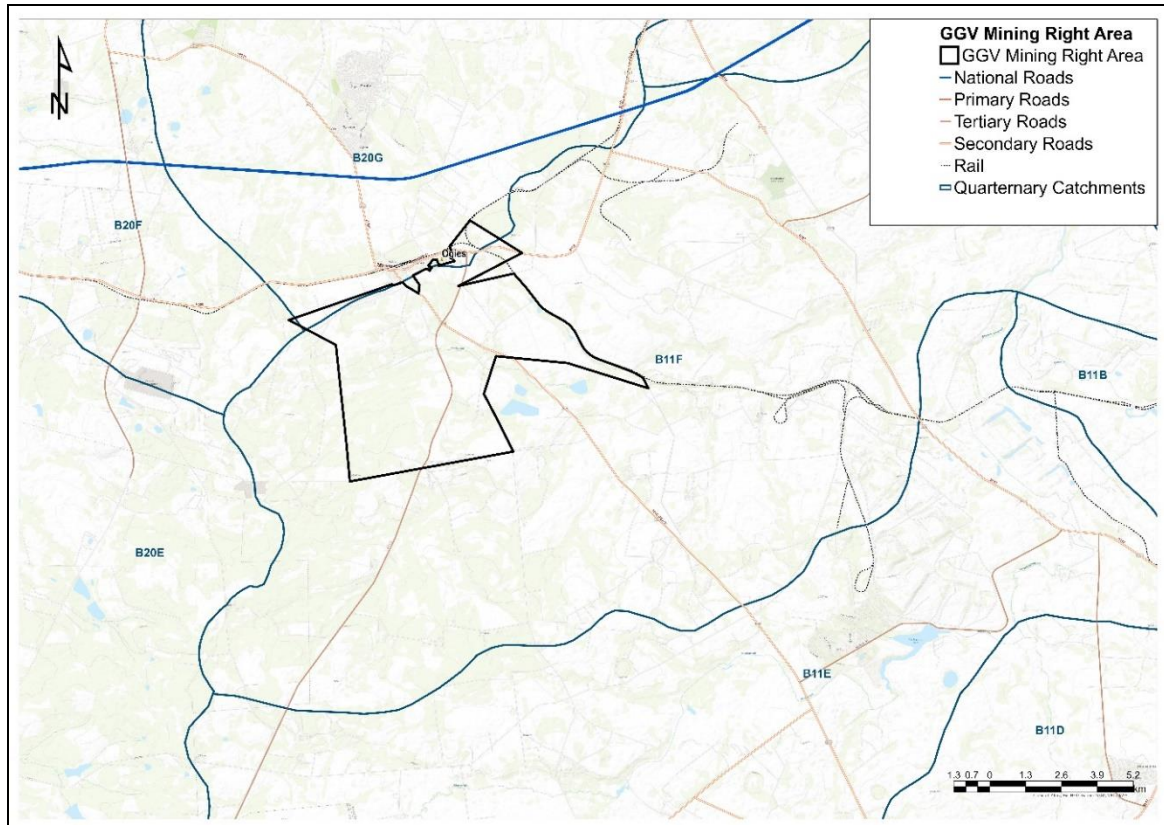 GGV Mining Right Area
GGV Mining Right Area
National Roads
Primary Roads
Tertiary Roads
Secondary Roads
Rail
Quarternary Catchments
N
B20G
B20F
Ogies
B11F
B11B
B20E
B11E
B11D
1.3 0.7 0 1.3 2.6 3.9 5.2
km